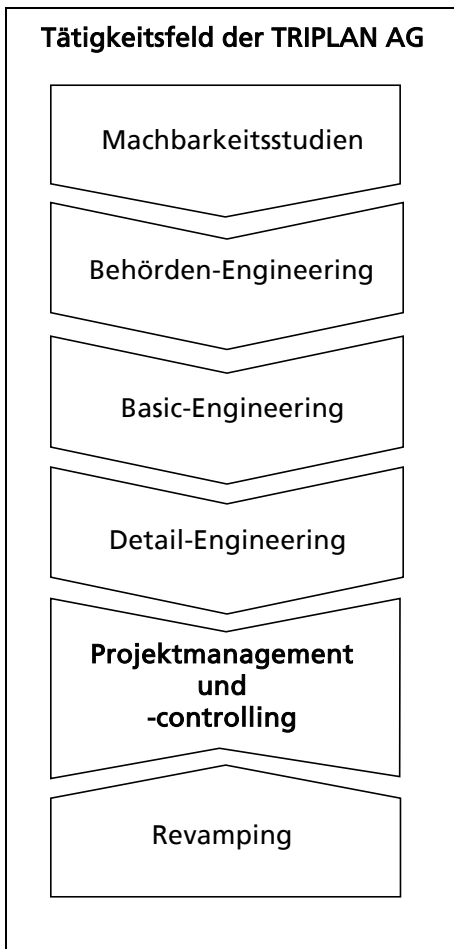 Tätigkeitsfeld der TRIPLAN AG
Machbarkeitsstudien
Behörden-Engineering
Basic-Engineering
Detail-Engineering
Projektmanagement
und
-controlling
Revamping